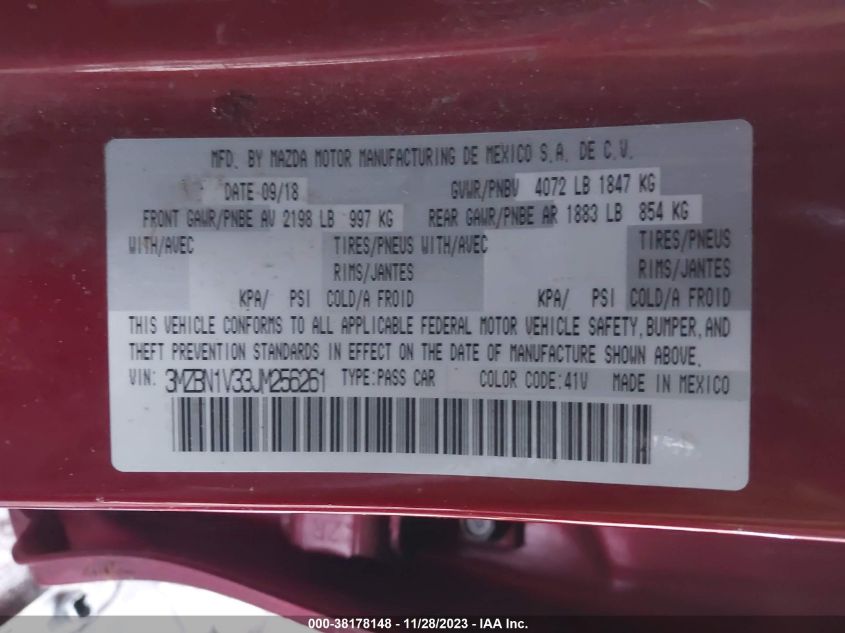 MFD. BY MAZDA MOTOR MANUFACTURING DE MEXICO S.A. DE C.V.
DATE 09/18 GVWR/PNBV 4072 LB 1847 KG
FRONT GAWR/PNBE AV 2198 LB 997 KG REAR GAWR/PNBE AR 1883 LB 854 KG
WITH/AVEC TIRES/PNEUS WITH/AVEC TIRES/PNEUS
RIMS/JANTES RIMS/JANTES
KPA/ PSI COLD/A FROID KPA/ PSI COLD/A FROID
THIS VEHICLE CONFORMS TO ALL APPLICABLE FEDERAL MOTOR VEHICLE SAFETY, BUMPER, AND
THEFT PREVENTION STANDARDS IN EFFECT ON THE DATE OF MANUFACTURE SHOWN ABOVE.
VIN: 3MZBN1V33JM256261 TYPE:PASS CAR COLOR CODE:41V MADE IN MEXICO
000-38178148 - 11/28/2023 - IAA Inc.